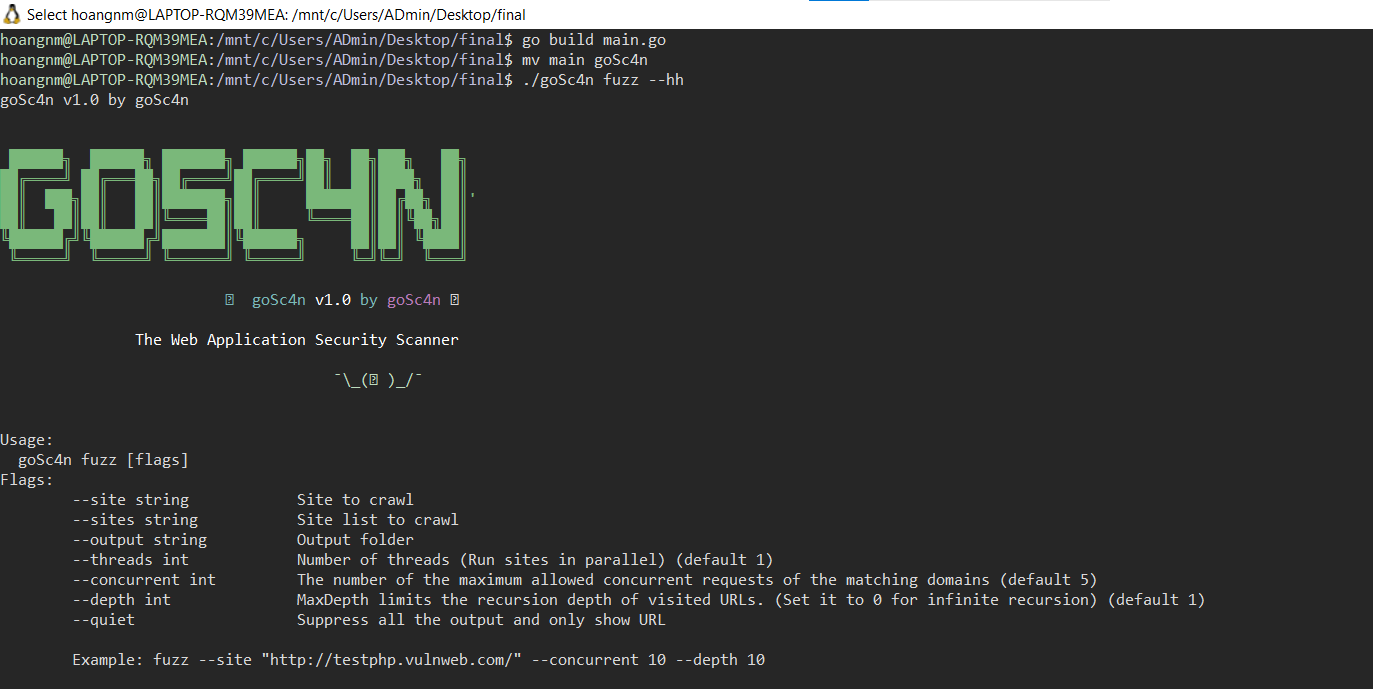 Select hoangnm@LAPTOP-RQM39MEA: /mnt/c/Users/ADmin/Desktop/final
hoangnm@LAPTOP-RQM39MEA:/mnt/c/Users/ADmin/Desktop/final$ go build main.go
hoangnm@LAPTOP-RQM39MEA:/mnt/c/Users/ADmin/Desktop/final$ mv main goSc4n
hoangnm@LAPTOP-RQM39MEA:/mnt/c/Users/ADmin/Desktop/final$ ./goSc4n fuzz --hh
goSc4n v1.0 by goSc4n
GOSC4N
goSc4n v1.0 by goSc4n
The Web Application Security Scanner
¯\_( )_/¯
Usage:
goSc4n fuzz [flags]
Flags:
--site string Site to crawl
--sites string Site list to crawl
--output string Output folder
--threads int Number of threads (Run sites in parallel) (default 1)
--concurrent int The number of the maximum allowed concurrent requests of the matching domains (default 5)
--depth int MaxDepth limits the recursion depth of visited URLs. (Set it to 0 for infinite recursion) (default 1)
--quiet Suppress all the output and only show URL
Example: fuzz --site "http://testphp.vulnweb.com/" --concurrent 10 --depth 10